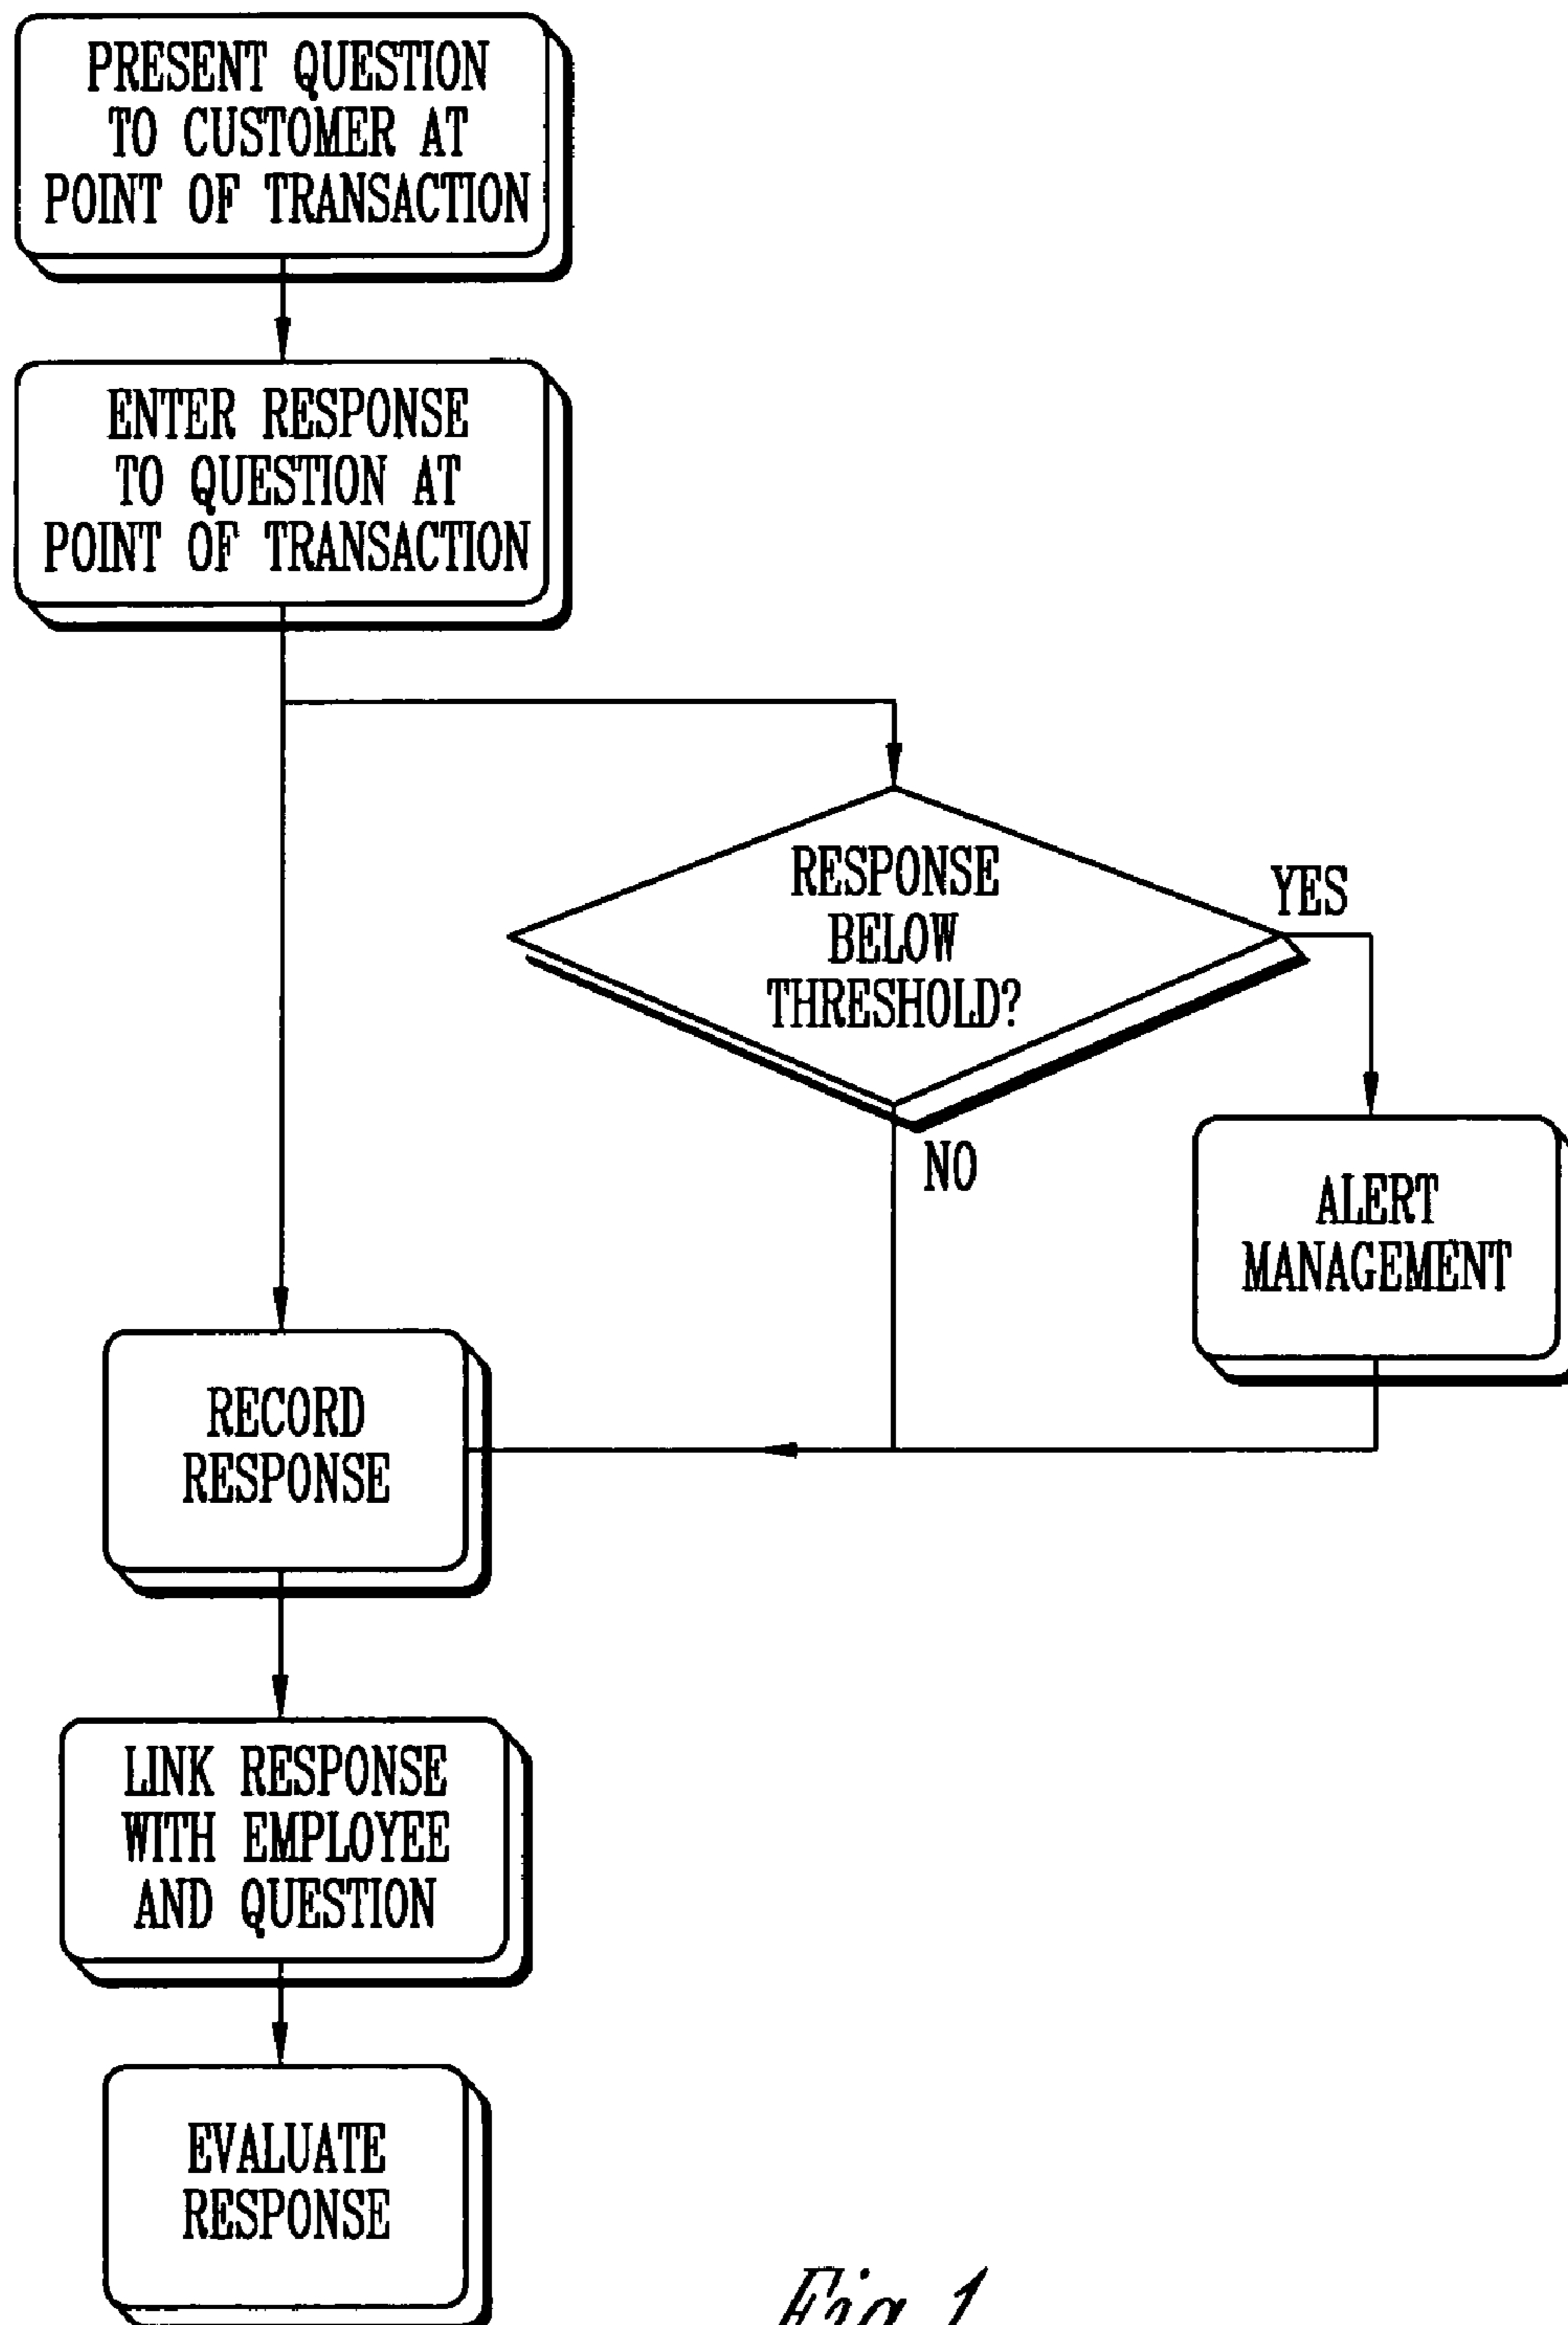 PRESENT QUESTION
TO CUSTOMER AT
POINT OF TRANSACTION
ENTER RESPONSE
TO QUESTION AT
POINT OF TRANSACTION
RESPONSE
BELOW
THRESHOLD?
YES
NO
ALERT
MANAGEMENT
RECORD
RESPONSE
LINK RESPONSE
WITH EMPLOYEE
AND QUESTION
EVALUATE
RESPONSE
Fig. 1